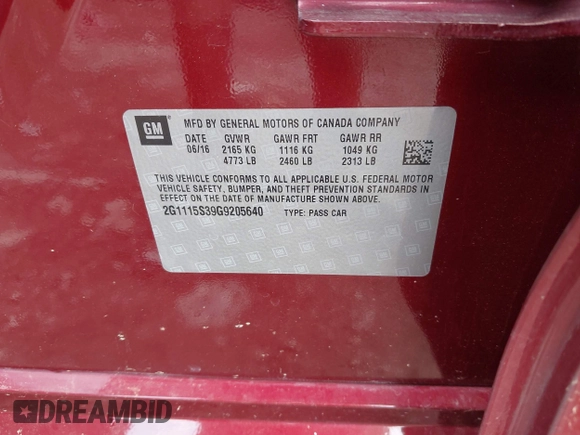 GM
MFD BY GENERAL MOTORS OF CANADA COMPANY
DATE GVWR GAWR FRT GAWR RR
06/16 2165 KG 1116 KG 1049 KG
4773 LB 2460 LB 2313 LB
THIS VEHICLE CONFORMS TO ALL APPLICABLE U.S. FEDERAL MOTOR
VEHICLE SAFETY, BUMPER, AND THEFT PREVENTION STANDARDS IN
EFFECT ON THE DATE OF MANUFACTURE SHOWN ABOVE.
2G1115S39G9205640 TYPE: PASS CAR
DREAMBID